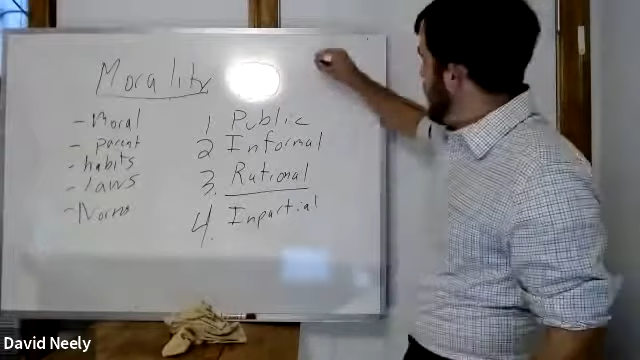 Morality
- Moral
- parent
- habits
- laws
- Norms
1 Public
2 Informal
3. Rational
4. Impartial
David Neely